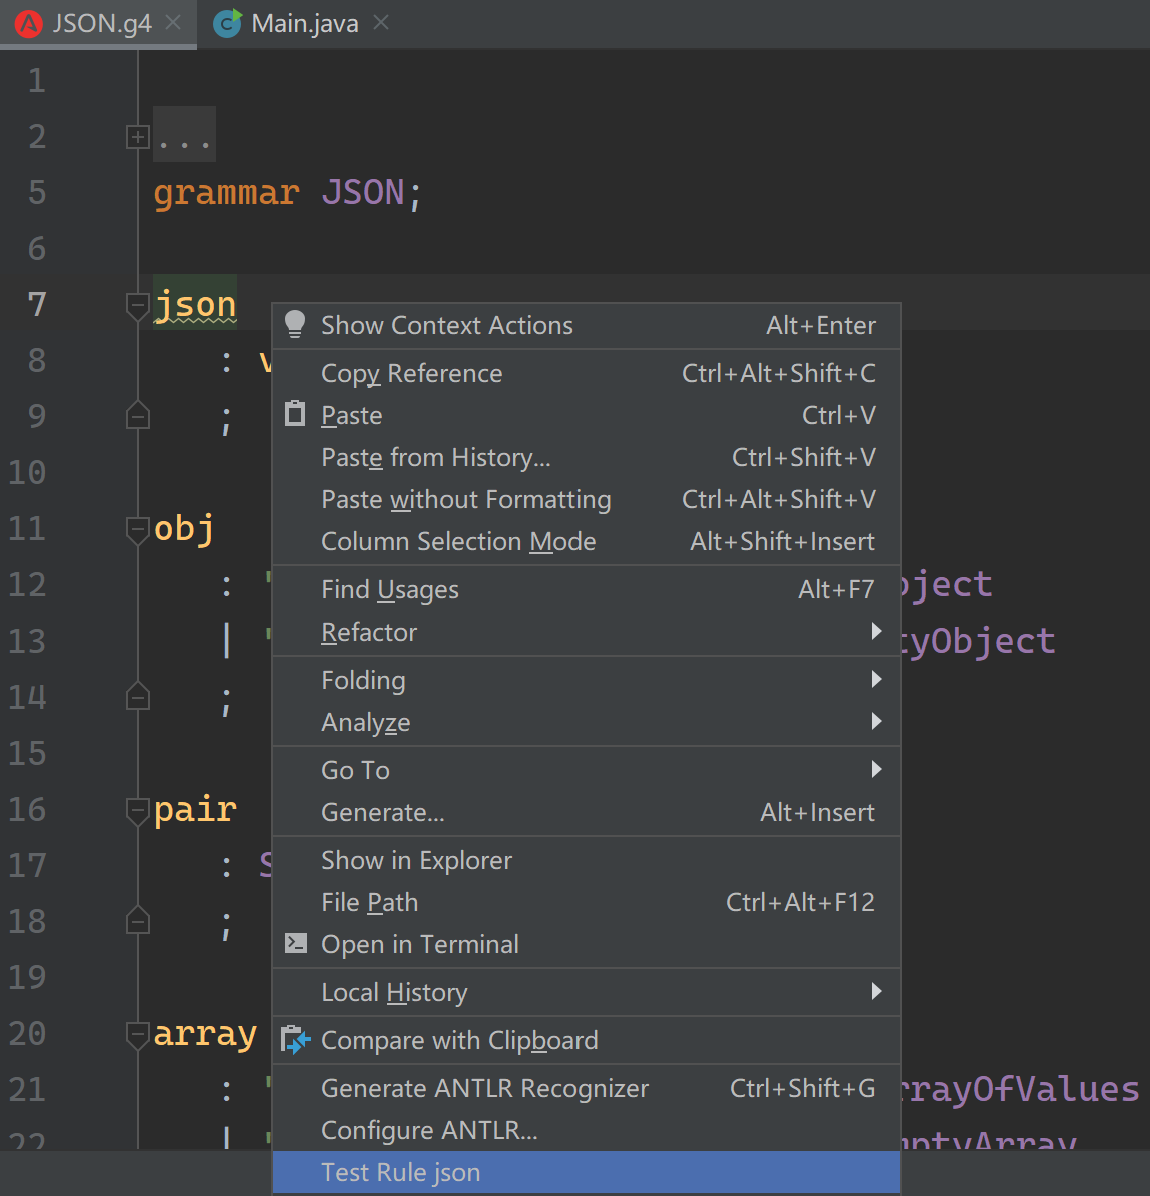 JSON.g4 Main.java
1
2 ...
5 grammar JSON;
6
7 json
8 : v
9 ;
10
11 obj
12 : ' bject
13 | ' tyObject
14 ;
15
16 pair
17 : S
18 ;
19
20 array
21 : ' rrayOfValues
22 | ' mptyArray
Show Context Actions Alt+Enter
Copy Reference Ctrl+Alt+Shift+C
Paste Ctrl+V
Paste from History... Ctrl+Shift+V
Paste without Formatting Ctrl+Alt+Shift+V
Column Selection Mode Alt+Shift+Insert
Find Usages Alt+F7
Refactor
Folding
Analyze
Go To
Generate... Alt+Insert
Show in Explorer
File Path Ctrl+Alt+F12
Open in Terminal
Local History
Compare with Clipboard
Generate ANTLR Recognizer Ctrl+Shift+G
Configure ANTLR...
Test Rule json